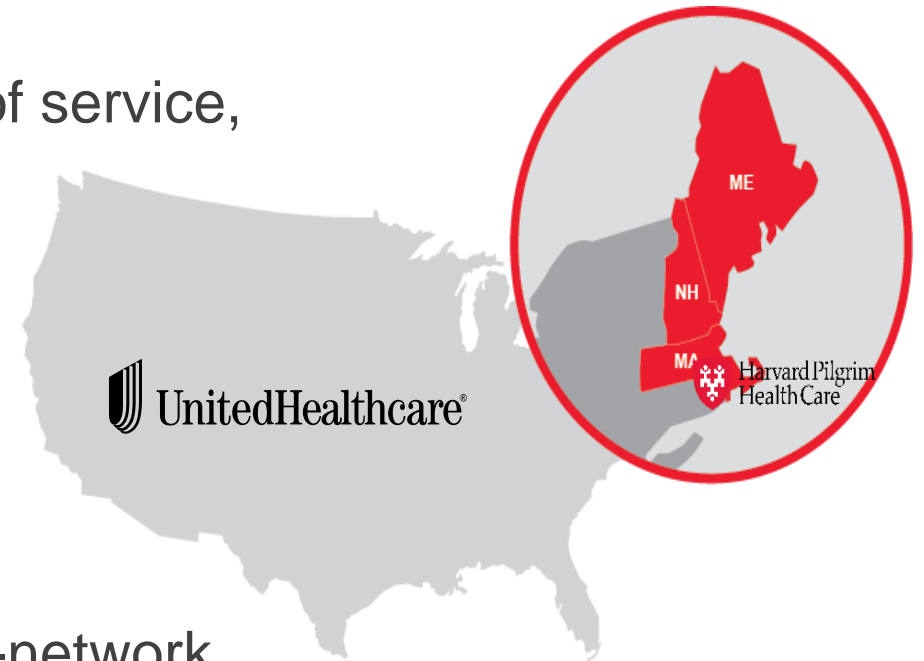 of service,
ME
NH
MA
Harvard Pilgrim
Health Care
UnitedHealthcare®
-network